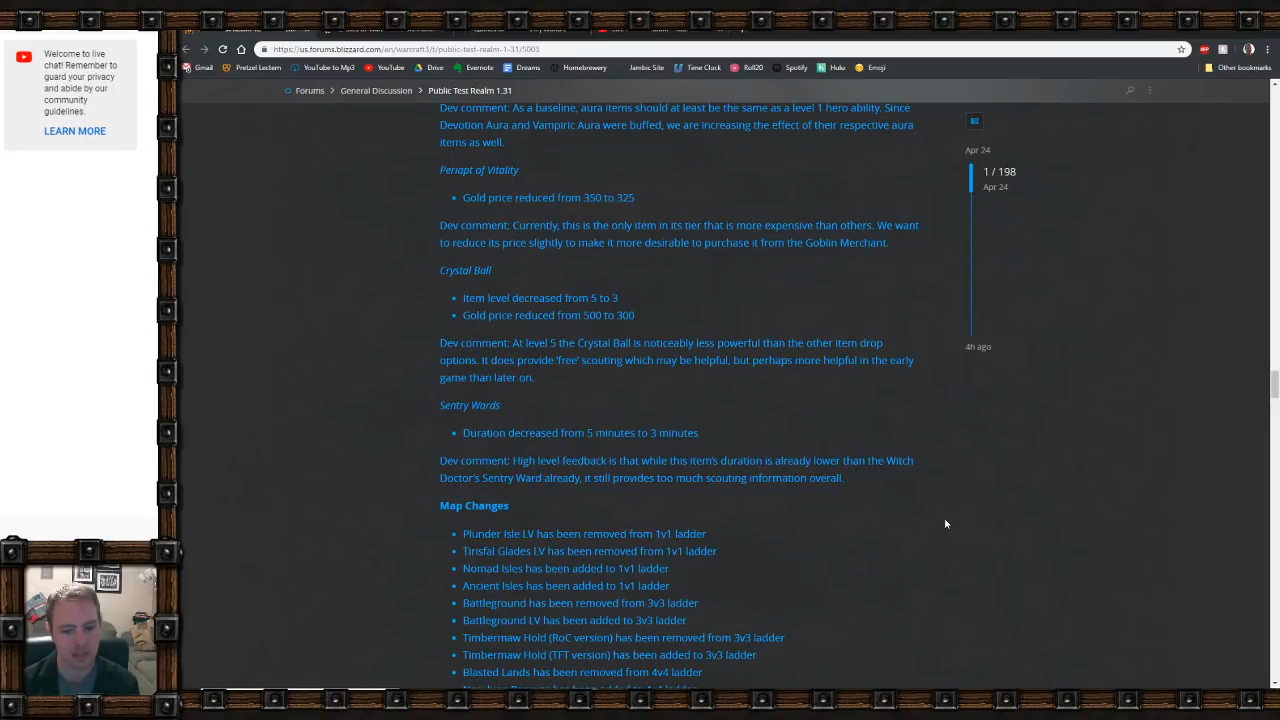 Welcome to live
chat! Remember to
guard your privacy
and abide by our
community
guidelines.
LEARN MORE
https://us.forums.blizzard.com/en/warcraft3/t/public-test-realm-1-31/5003
Gmail Pretzel Lectern YouTube to Mp3 YouTube Drive Evernote Dreams Homebrewery Jambic Site Time Clock Roll20 Spotify Hulu Emoji Other bookmarks
Forums › General Discussion › Public Test Realm 1.31
Dev comment: As a baseline, aura items should at least be the same as a level 1 hero ability. Since
Devotion Aura and Vampiric Aura were buffed, we are increasing the effect of their respective aura
items as well.
Periapt of Vitality
• Gold price reduced from 350 to 325
Dev comment: Currently, this is the only item in its tier that is more expensive than others. We want
to reduce its price slightly to make it more desirable to purchase it from the Goblin Merchant.
Crystal Ball
• Item level decreased from 5 to 3
• Gold price reduced from 500 to 300
Dev comment: At level 5 the Crystal Ball is noticeably less powerful than the other item drop
options. It does provide ‘free’ scouting which may be helpful, but perhaps more helpful in the early
game than later on.
Sentry Wards
• Duration decreased from 5 minutes to 3 minutes
Dev comment: High level feedback is that while this item’s duration is already lower than the Witch
Doctor’s Sentry Ward already, it still provides too much scouting information overall.
Map Changes
• Plunder Isle LV has been removed from 1v1 ladder
• Tirisfal Glades LV has been removed from 1v1 ladder
• Nomad Isles has been added to 1v1 ladder
• Ancient Isles has been added to 1v1 ladder
• Battleground has been removed from 3v3 ladder
• Battleground LV has been added to 3v3 ladder
• Timbermaw Hold (RoC version) has been removed from 3v3 ladder
• Timbermaw Hold (TFT version) has been added to 3v3 ladder
• Blasted Lands has been removed from 4v4 ladder
Apr 24
1 / 198
Apr 24
4h ago